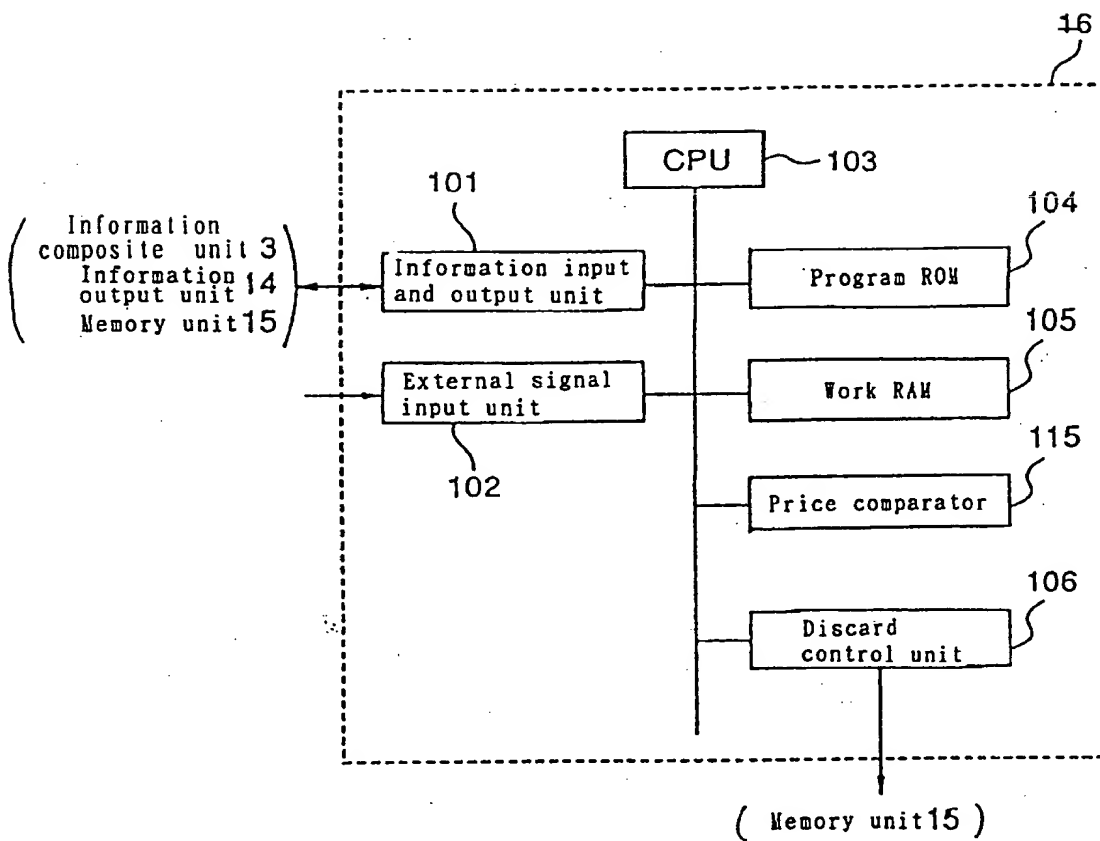 16
CPU
103
101
104
Information
composite unit 3
Information
output unit 14
Memory unit 15
Information input
and output unit
Program ROM
105
External signal
input unit
Work RAM
102
115
Price comparator
106
Discard
control unit
( Memory unit 15 )